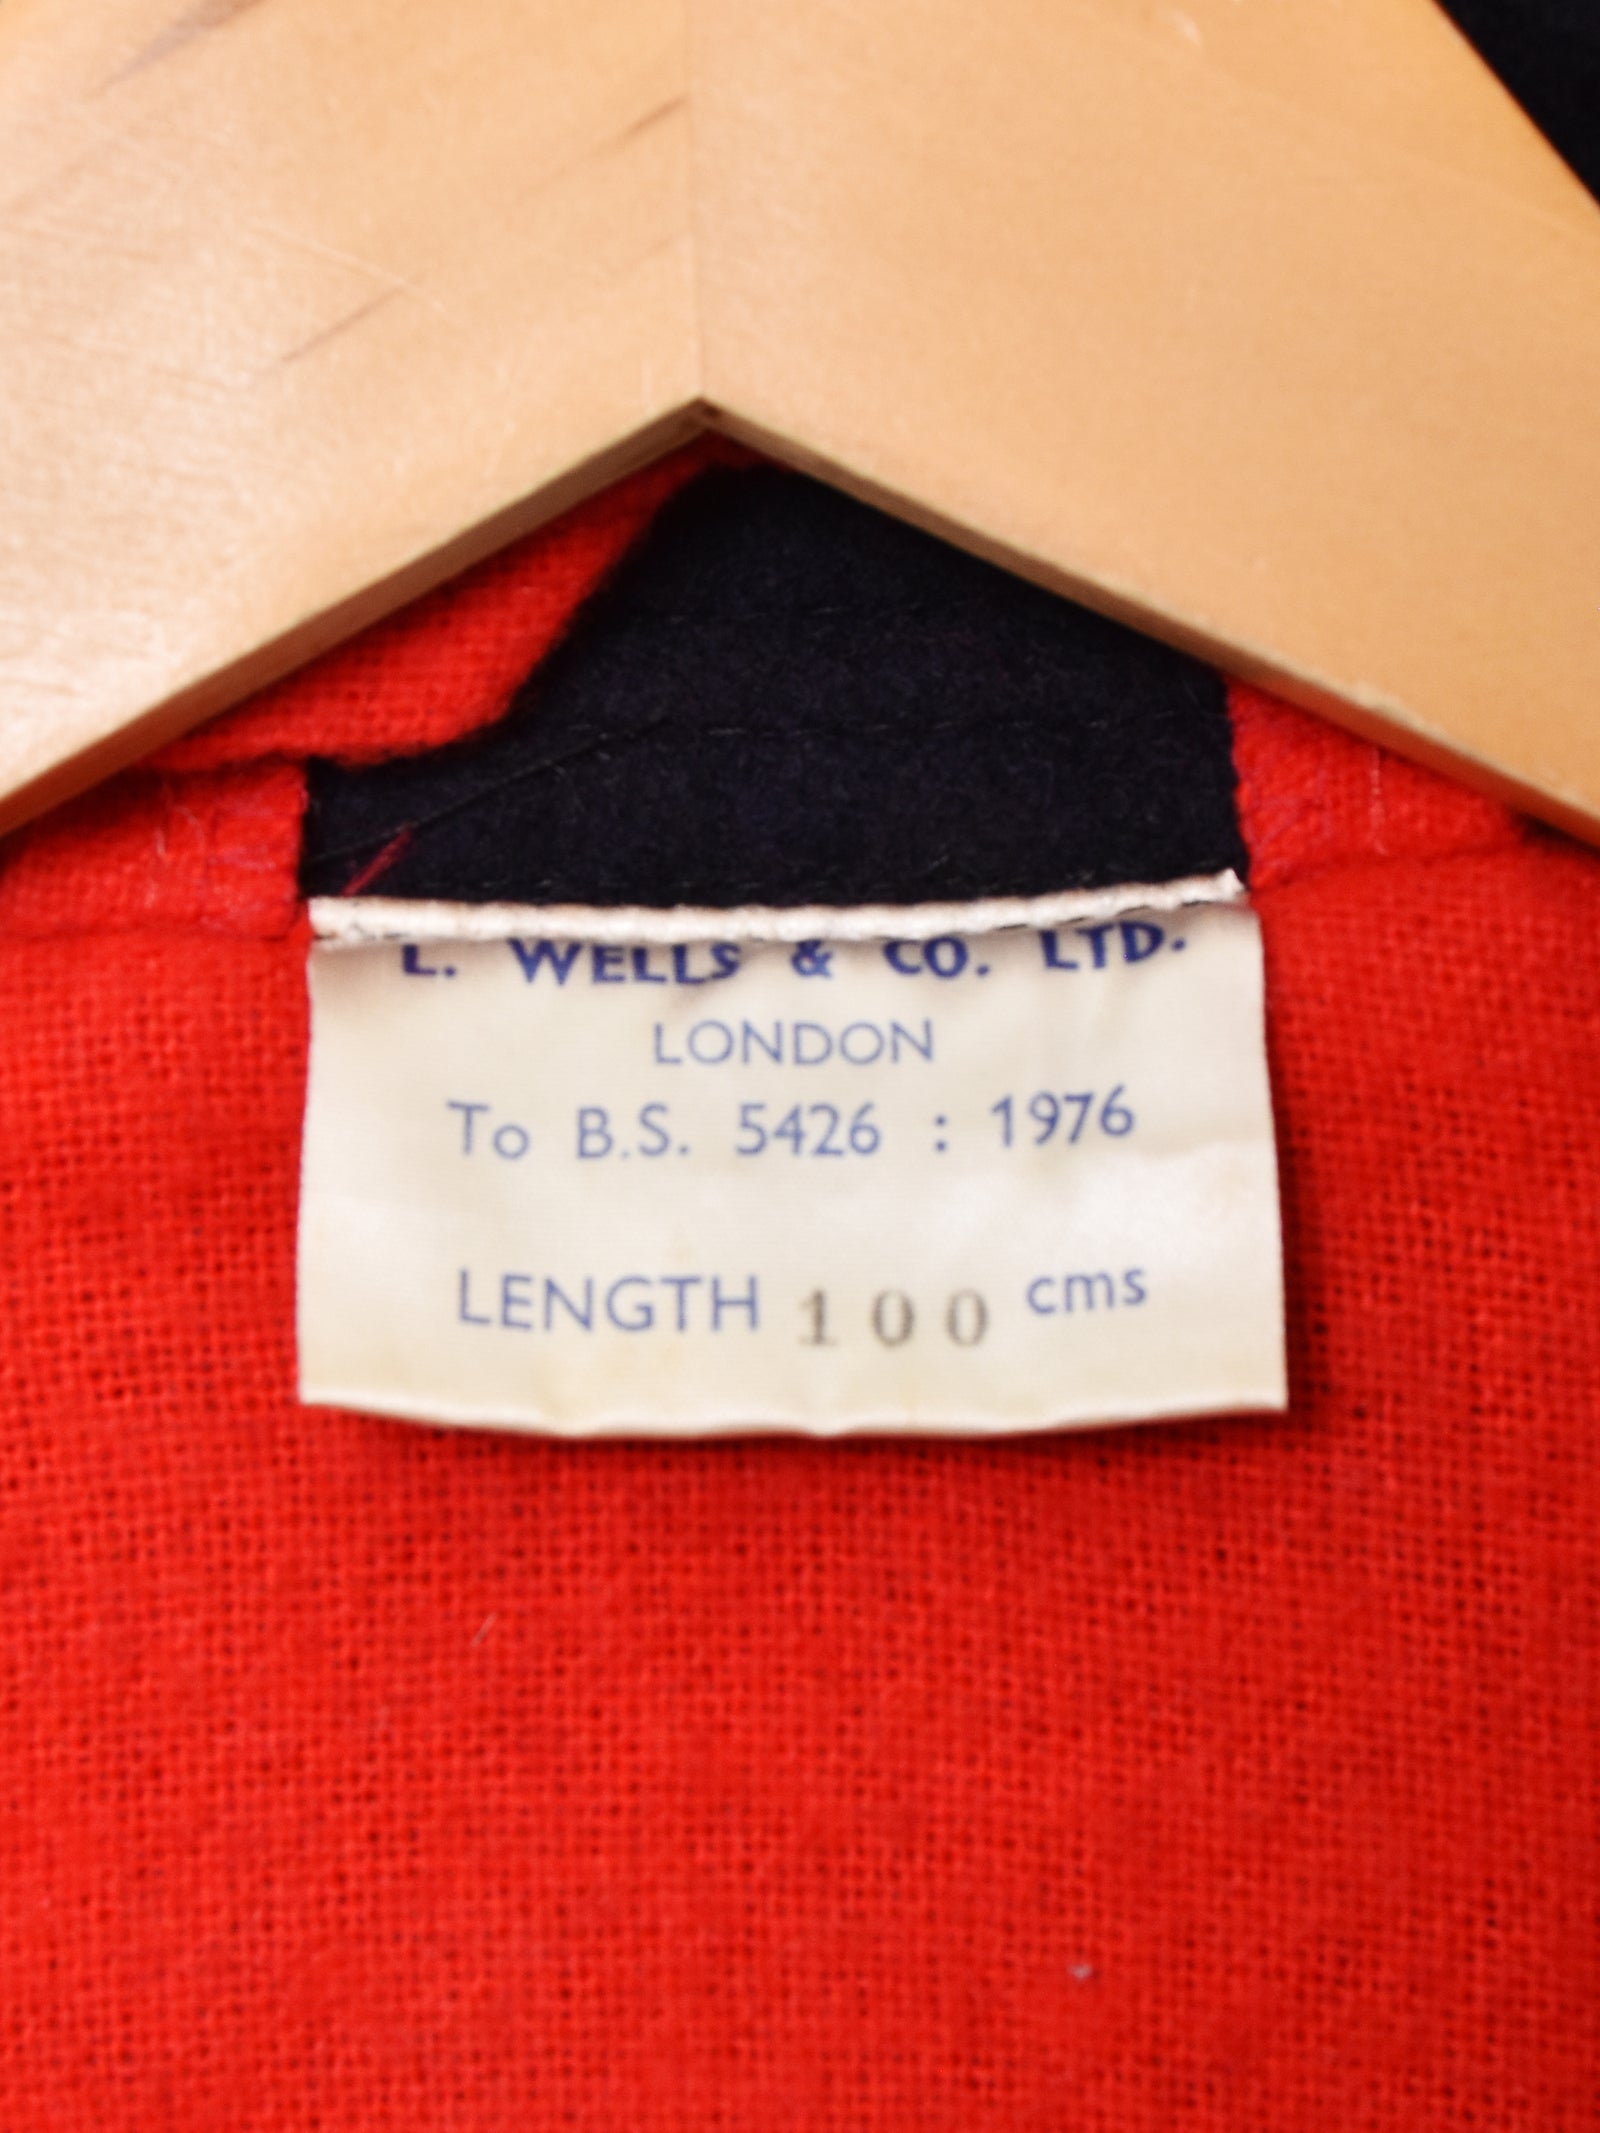 L. WELLS & CO. LTD.
LONDON
To B.S. 5426 : 1976
LENGTH 100 cms